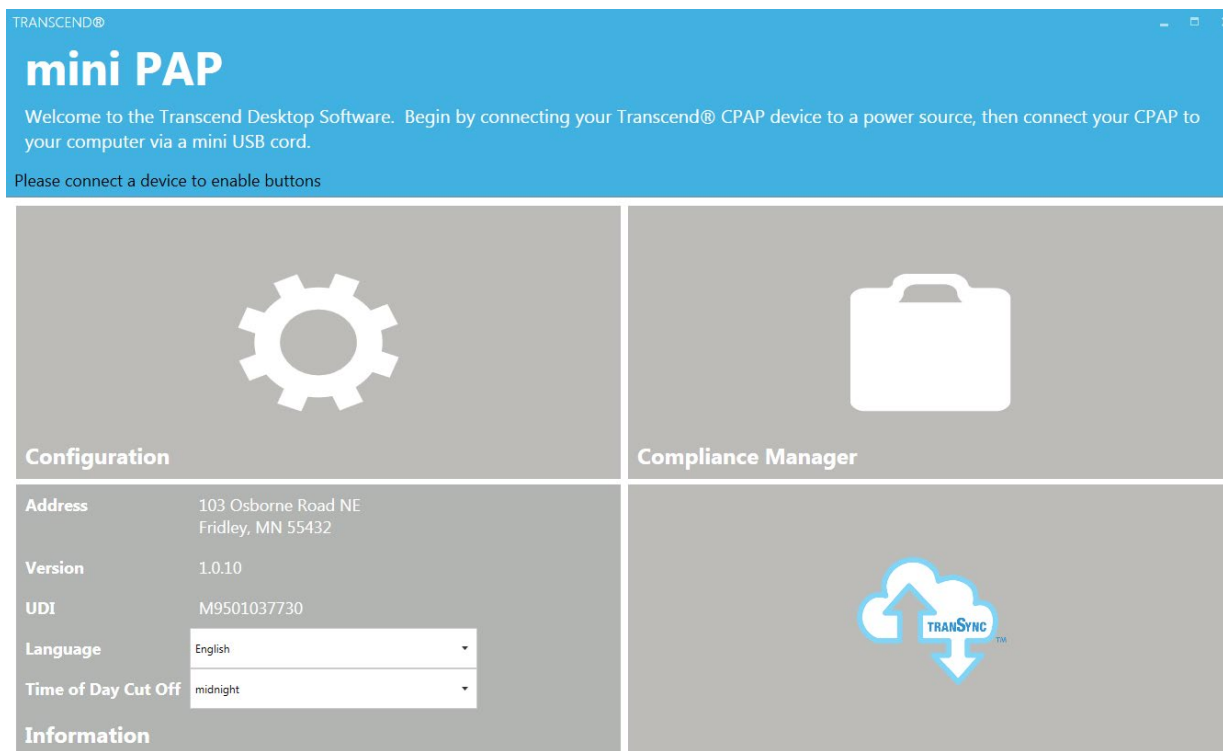 TRANSCEND®
mini PAP
Welcome to the Transcend Desktop Software. Begin by connecting your Transcend® CPAP device to a power source, then connect your CPAP to
your computer via a mini USB cord.
Please connect a device to enable buttons
Configuration
Compliance Manager
Address 103 Osborne Road NE
Fridley, MN 55432
Version 1.0.10
UDI M9501037730
Language English
Time of Day Cut Off midnight
Information
TRANSYNC™